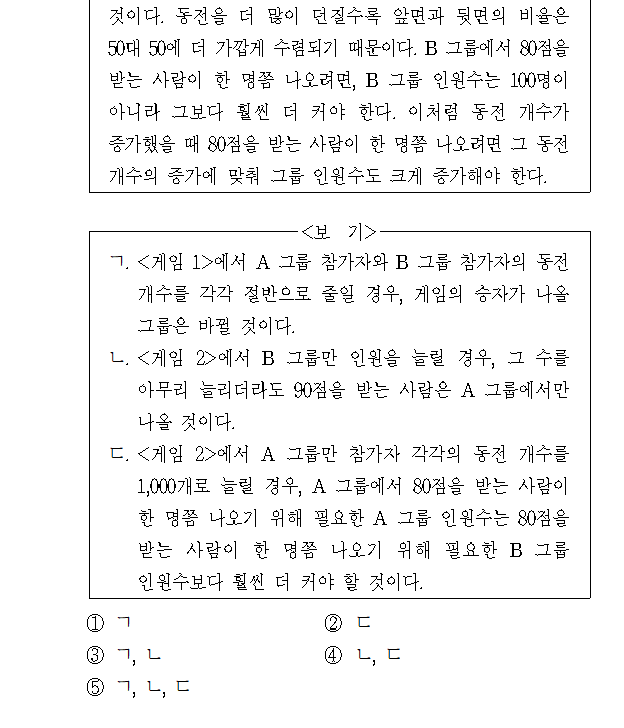 것이다. 동전을 더 많이 던질수록 앞면과 뒷면의 비율은
50대 50에 더 가깝게 수렴되기 때문이다. B 그룹에서 80점을
받는 사람이 한 명쯤 나오려면, B 그룹 인원수는 100명이
아니라 그보다 훨씬 더 커야 한다. 이처럼 동전 개수가
증가했을 때 80점을 받는 사람이 한 명쯤 나오려면 그 동전
개수의 증가에 맞춰 그룹 인원수도 크게 증가해야 한다.
<보 기>
ㄱ. <게임 1>에서 A 그룹 참가자와 B 그룹 참가자의 동전
개수를 각각 절반으로 줄일 경우, 게임의 승자가 나올
그룹은 바뀔 것이다.
ㄴ. <게임 2>에서 B 그룹만 인원을 늘릴 경우, 그 수를
아무리 늘리더라도 90점을 받는 사람은 A 그룹에서만
나올 것이다.
ㄷ. <게임 2>에서 A 그룹만 참가자 각각의 동전 개수를
1,000개로 늘릴 경우, A 그룹에서 80점을 받는 사람이
한 명쯤 나오기 위해 필요한 A 그룹 인원수는 80점을
받는 사람이 한 명쯤 나오기 위해 필요한 B 그룹
인원수보다 훨씬 더 커야 할 것이다.
① ㄱ ② ㄷ
③ ㄱ, ㄴ ④ ㄴ, ㄷ
⑤ ㄱ, ㄴ, ㄷ